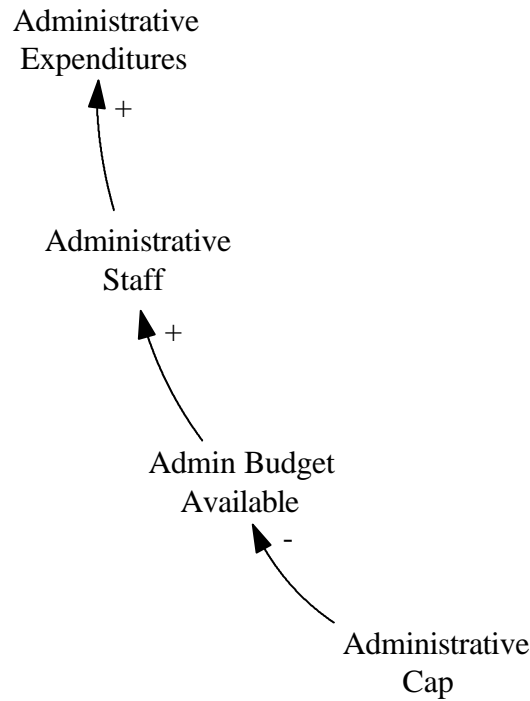 Administrative
Expenditures
+
Administrative
Staff
+
Admin Budget
Available
-
Administrative
Cap